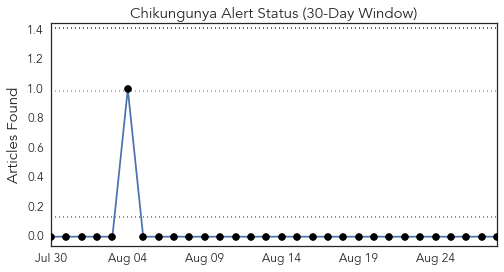 Chikungunya Alert Status (30-Day Window)
1.4
1.2
1.0
0.8
0.6
0.4
0.2
0.0
Articles Found
Jul 30 Aug 04 Aug 09 Aug 14 Aug 19 Aug 24